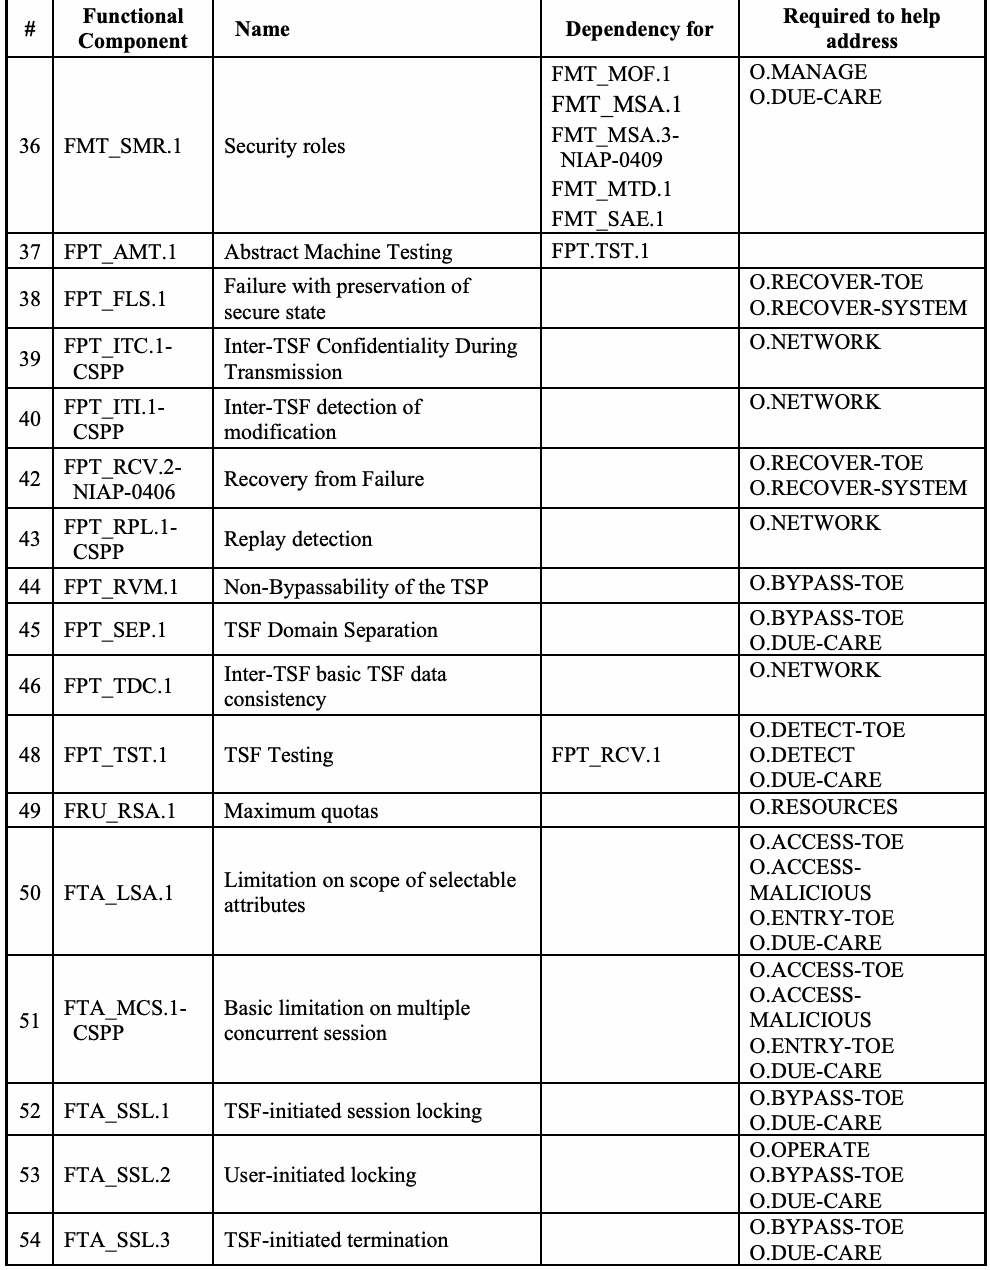 # Functional Component Name Dependency for Required to help address
36 FMT_SMR.1 Security roles FMT_MOF.1 O.MANAGE
FMT_MSA.1 O.DUE-CARE
FMT_MSA.3-
NIAP-0409
FMT_MTD.1
FMT_SAE.1
37 FPT_AMT.1 Abstract Machine Testing FPT.TST.1
38 FPT_FLS.1 Failure with preservation of
secure state
O.RECOVER-TOE
O.RECOVER-SYSTEM
39 FPT_ITC.1-
CSPP
Inter-TSF Confidentiality During
Transmission
O.NETWORK
40 FPT_ITI.1-
CSPP
Inter-TSF detection of
modification
O.NETWORK
42 FPT_RCV.2-
NIAP-0406
Recovery from Failure
O.RECOVER-TOE
O.RECOVER-SYSTEM
43 FPT_RPL.1-
CSPP
Replay detection
O.NETWORK
44 FPT_RVM.1 Non-Bypassability of the TSP O.BYPASS-TOE
45 FPT_SEP.1 TSF Domain Separation O.BYPASS-TOE
O.DUE-CARE
46 FPT_TDC.1 Inter-TSF basic TSF data
consistency
O.NETWORK
48 FPT_TST.1 TSF Testing FPT_RCV.1 O.DETECT-TOE
O.DETECT
O.DUE-CARE
49 FRU_RSA.1 Maximum quotas O.RESOURCES
50 FTA_LSA.1 Limitation on scope of selectable
attributes
O.ACCESS-TOE
O.ACCESS-
MALICIOUS
O.ENTRY-TOE
O.DUE-CARE
51 FTA_MCS.1-
CSPP
Basic limitation on multiple
concurrent session
O.ACCESS-TOE
O.ACCESS-
MALICIOUS
O.ENTRY-TOE
O.DUE-CARE
52 FTA_SSL.1 TSF-initiated session locking O.BYPASS-TOE
O.DUE-CARE
53 FTA_SSL.2 User-initiated locking O.OPERATE
O.BYPASS-TOE
O.DUE-CARE
54 FTA_SSL.3 TSF-initiated termination O.BYPASS-TOE
O.DUE-CARE